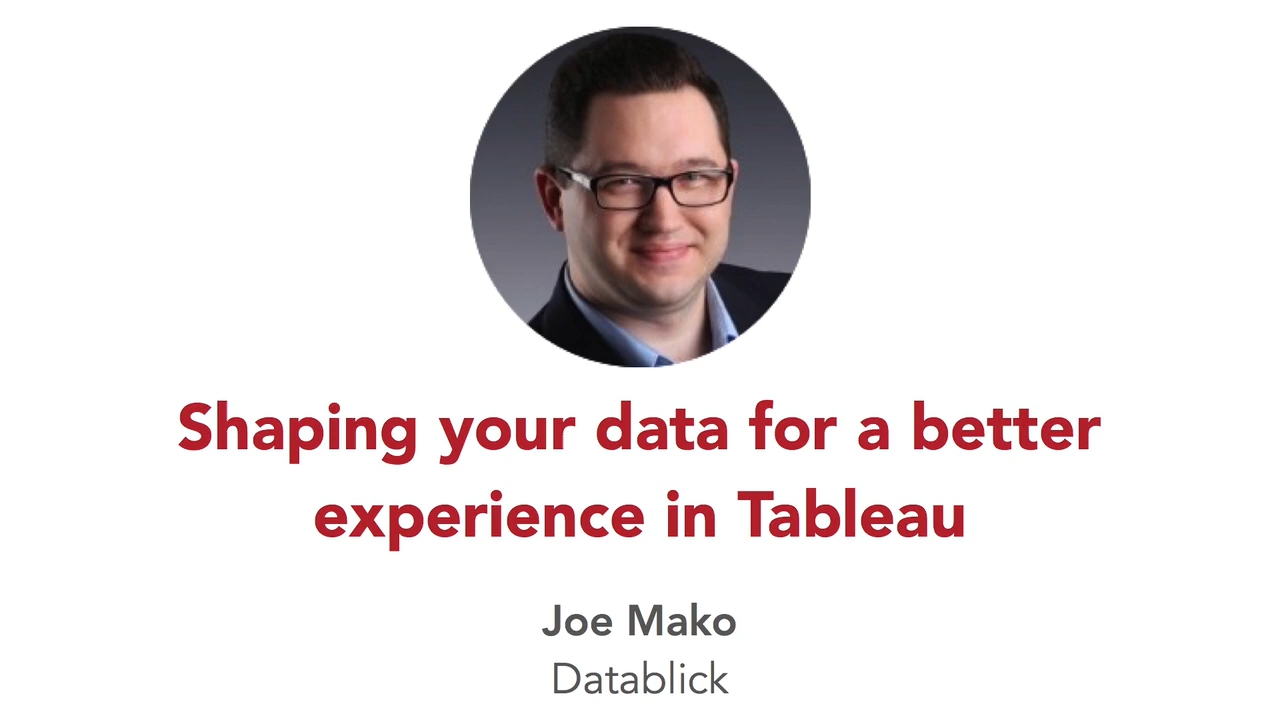 Shaping your data for a better
experience in Tableau
Joe Mako
Datablick